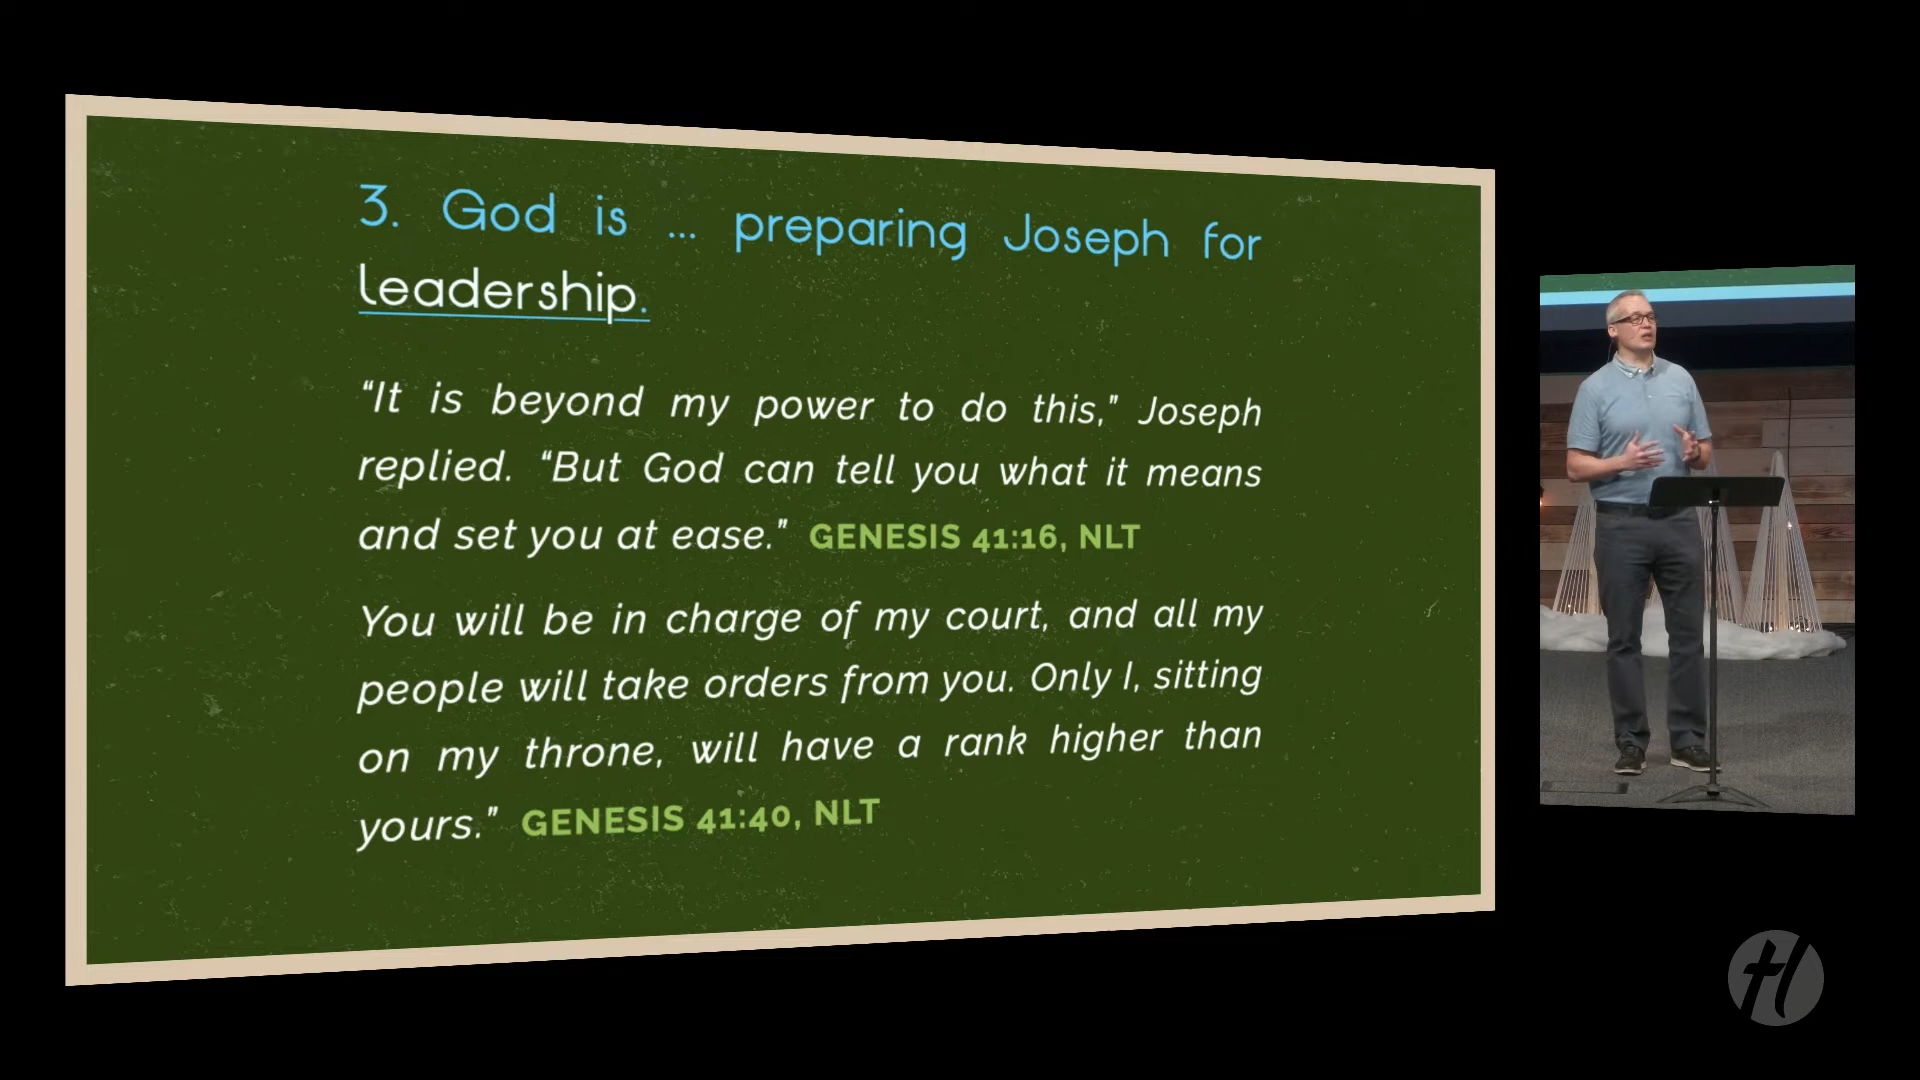 3. God is ... preparing Joseph for
leadership.
“It is beyond my power to do this,” Joseph
replied. “But God can tell you what it means
and set you at ease.” GENESIS 41:16, NLT
You will be in charge of my court, and all my
people will take orders from you. Only I, sitting
on my throne, will have a rank higher than
yours.” GENESIS 41:40, NLT